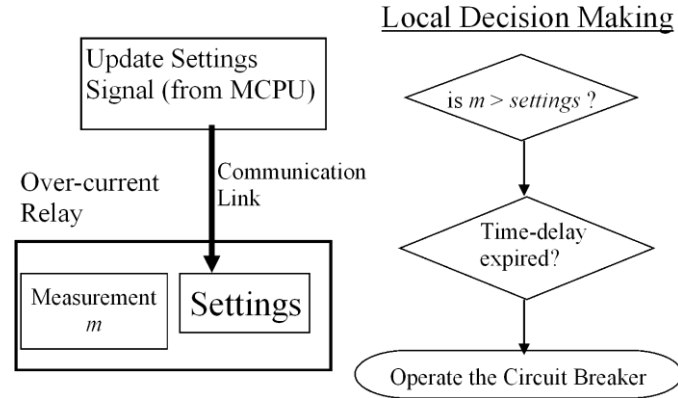 Update Settings
Signal (from MCPU)
Communication
Link
Over-current
Relay
Measurement
m
Settings
Local Decision Making
is m > settings ?
Time-delay
expired?
Operate the Circuit Breaker